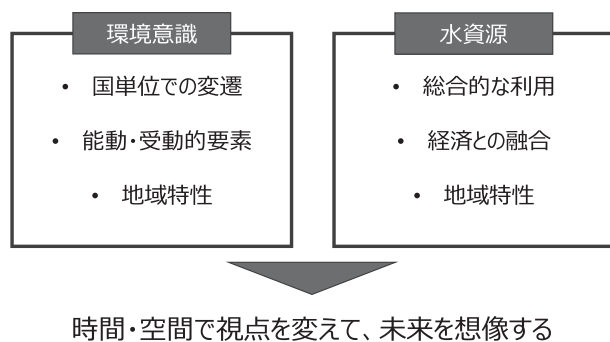 環境意識
• 国単位での変遷
• 能動・受動的要素
• 地域特性
水資源
• 総合的な利用
• 経済との融合
• 地域特性
時間・空間で視点を変えて、未来を想像する